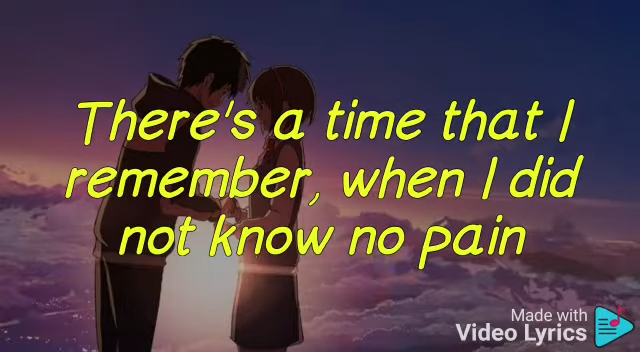 There's a time that I
remember, when I did
not know no pain
Made with
Video Lyrics